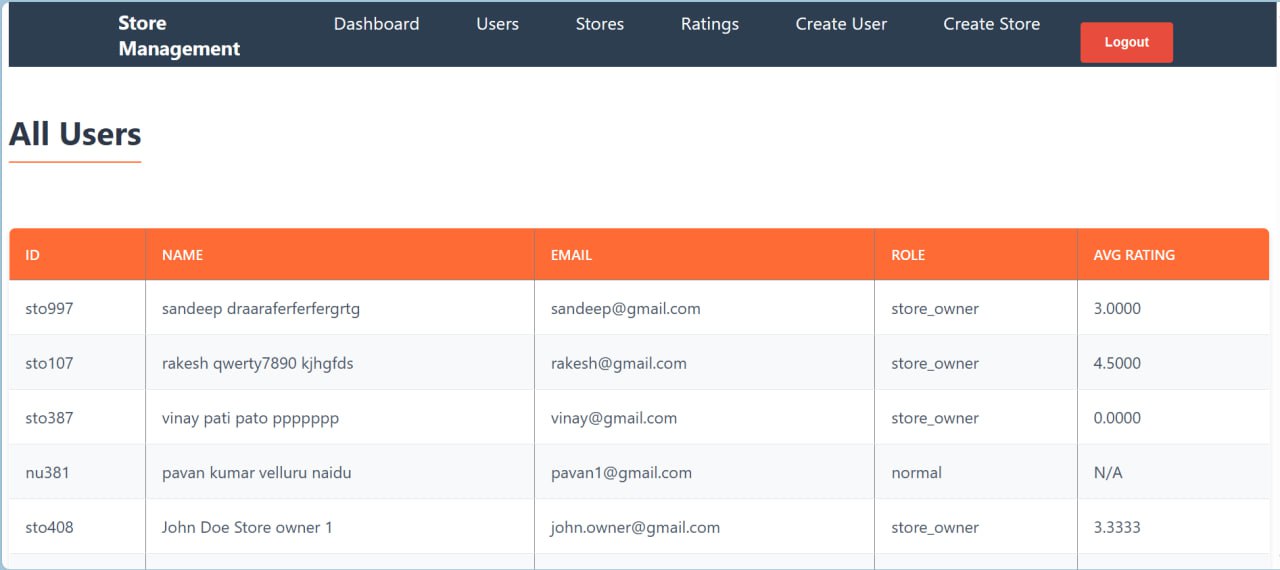 Store
Management
Dashboard Users Stores Ratings Create User Create Store Logout
All Users
ID NAME EMAIL ROLE AVG RATING
sto997 sandeep draaraferferfergrtg sandeep@gmail.com store_owner 3.0000
sto107 rakesh qwerty7890 kjhgfds rakesh@gmail.com store_owner 4.5000
sto387 vinay pati pato ppppppp vinay@gmail.com store_owner 0.0000
nu381 pavan kumar velluru naidu pavan1@gmail.com normal N/A
sto408 John Doe Store owner 1 john.owner@gmail.com store_owner 3.3333